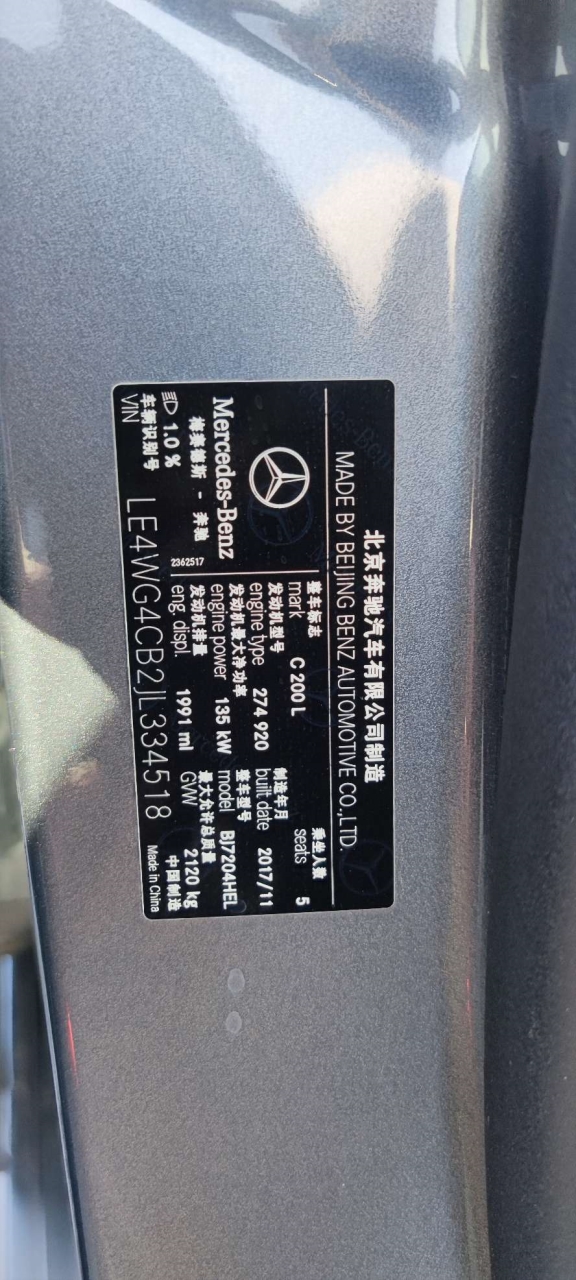 北京奔驰汽车有限公司制造
MADE BY BEIJING BENZ AUTOMOTIVE CO.,LTD.
Mercedes-Benz
梅赛德斯 - 奔驰
2362517
1.0 %
整车标志
mark C 200 L
乘坐人数
seats 5
发动机型号
engine type 274 920
制造年月
built date 2017/11
发动机最大净功率
engine power 135 kW
整车型号
model BJ7204HEL
发动机排量
eng. displ. 1991 ml
最大允许总质量
GVW 2120 kg
车辆识别号
VIN LE4WG4CB2JL334518
中国制造
Made in China